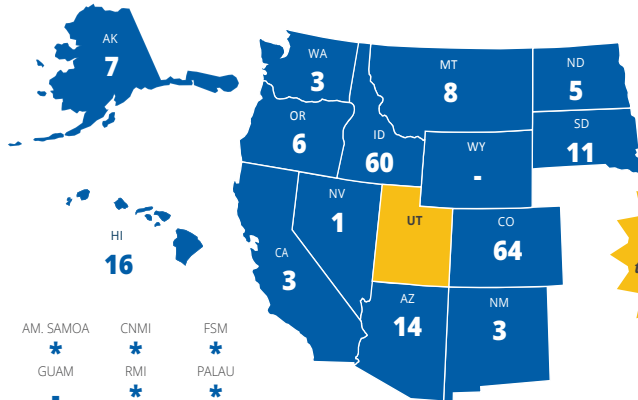 AK
7
WA
3
MT
8
ND
5
OR
6
ID
60
SD
11
WY
-
NV
1
UT
CO
64
HI
16
CA
3
AZ
14
NM
3
AM. SAMOA
*
CNMI
*
FSM
*
GUAM
-
RMI
*
PALAU
*